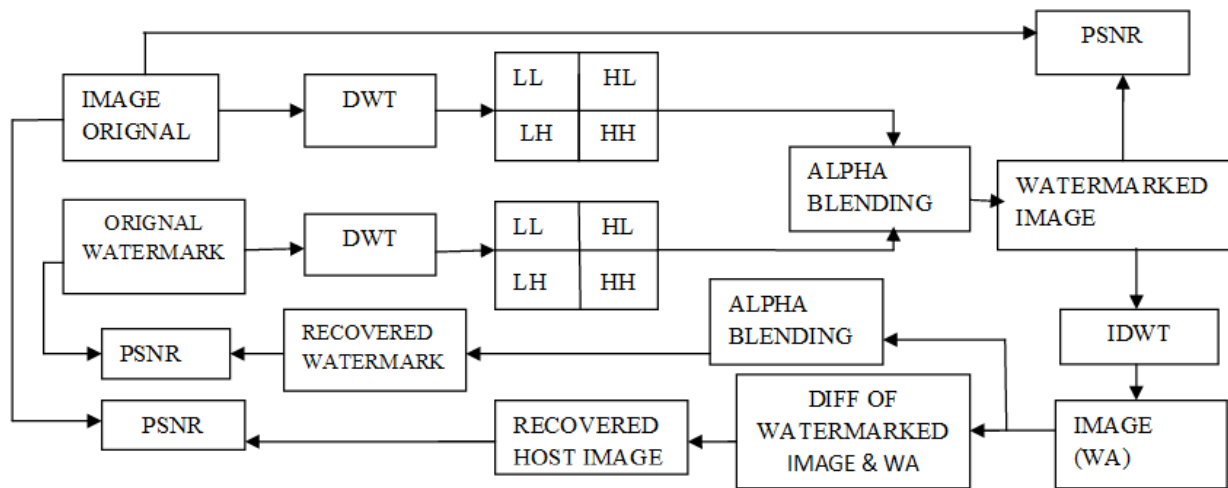 PSNR
IMAGE
ORIGNAL
DWT
LL HL
LH HH
ALPHA
BLENDING
WATERMARKED
IMAGE
ORIGNAL
WATERMARK
DWT
LL HL
LH HH
ALPHA
BLENDING
IDWT
PSNR
RECOVERED
WATERMARK
PSNR
RECOVERED
HOST IMAGE
DIFF OF
WATERMARKED
IMAGE & WA
IMAGE
(WA)